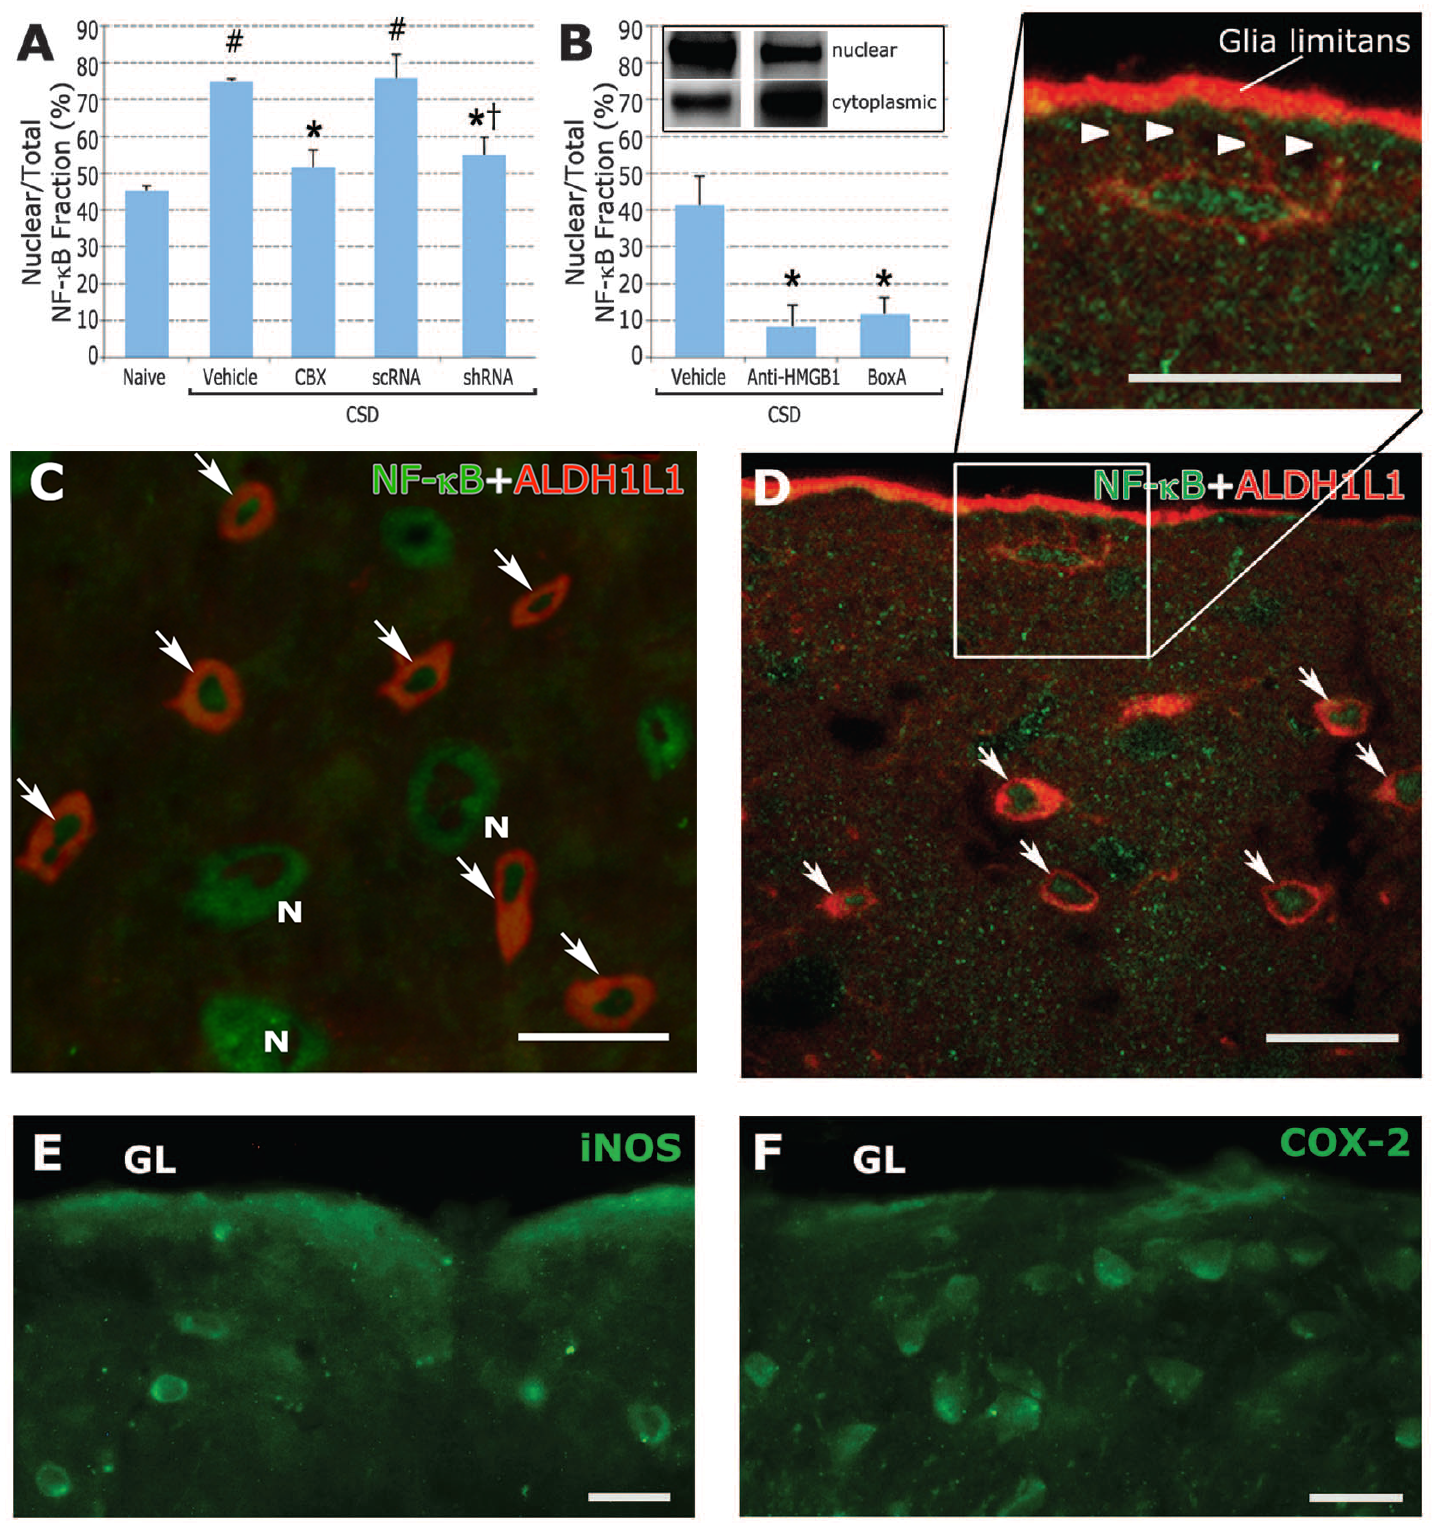 A
Nuclear/Total
NF-κB Fraction (%)
90
80
70
60
50
40
30
20
10
0
#
*
#
*†
Naive
Vehicle
CBX
scRNA
shRNA
CSD
B
Nuclear/Total
NF-κB Fraction (%)
90
80
70
60
50
40
30
20
10
0
nuclear
cytoplasmic
*
*
Vehicle
Anti-HMGB1
BoxA
CSD
Glia limitans
C
NF-κB+ALDH1L1
N
N
N
D
NF-κB+ALDH1L1
E
GL
iNOS
F
GL
COX-2